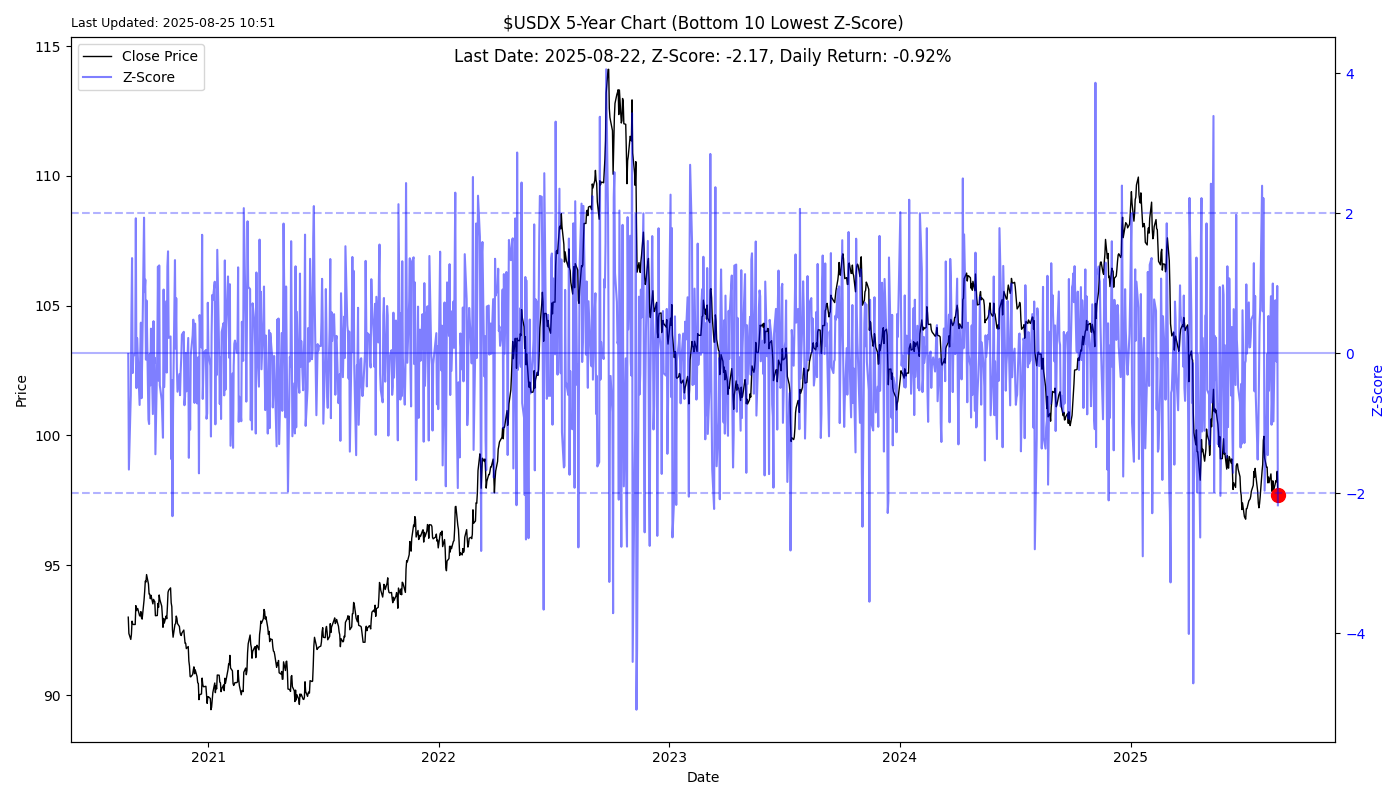 Last Updated: 2025-08-25 10:51
$USDX 5-Year Chart (Bottom 10 Lowest Z-Score)
Last Date: 2025-08-22, Z-Score: -2.17, Daily Return: -0.92%
Close Price
Z-Score
115
110
105
100
95
90
Price
4
2
0
−2
−4
Z-Score
2021
2022
2023
2024
2025
Date